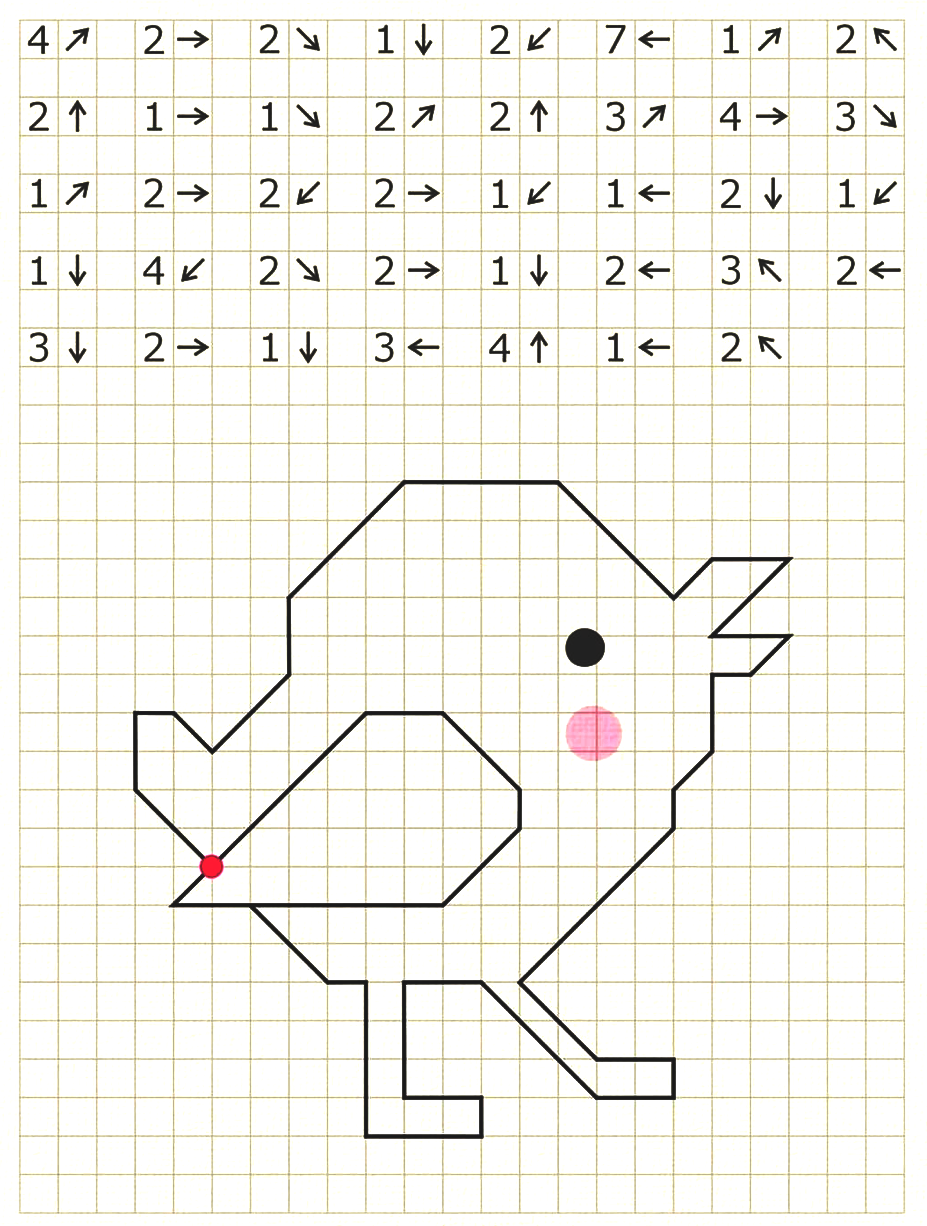 4 ↗ 2 → 2 ↘ 1 ↓ 2 ↙ 7 ← 1 ↗ 2 ↖
2 ↑ 1 → 1 ↘ 2 ↗ 2 ↑ 3 ↗ 4 → 3 ↘
1 ↗ 2 → 2 ↙ 2 → 1 ↙ 1 ← 2 ↓ 1 ↙
1 ↓ 4 ↙ 2 ↘ 2 → 1 ↓ 2 ← 3 ↖ 2 ←
3 ↓ 2 → 1 ↓ 3 ← 4 ↑ 1 ← 2 ↖